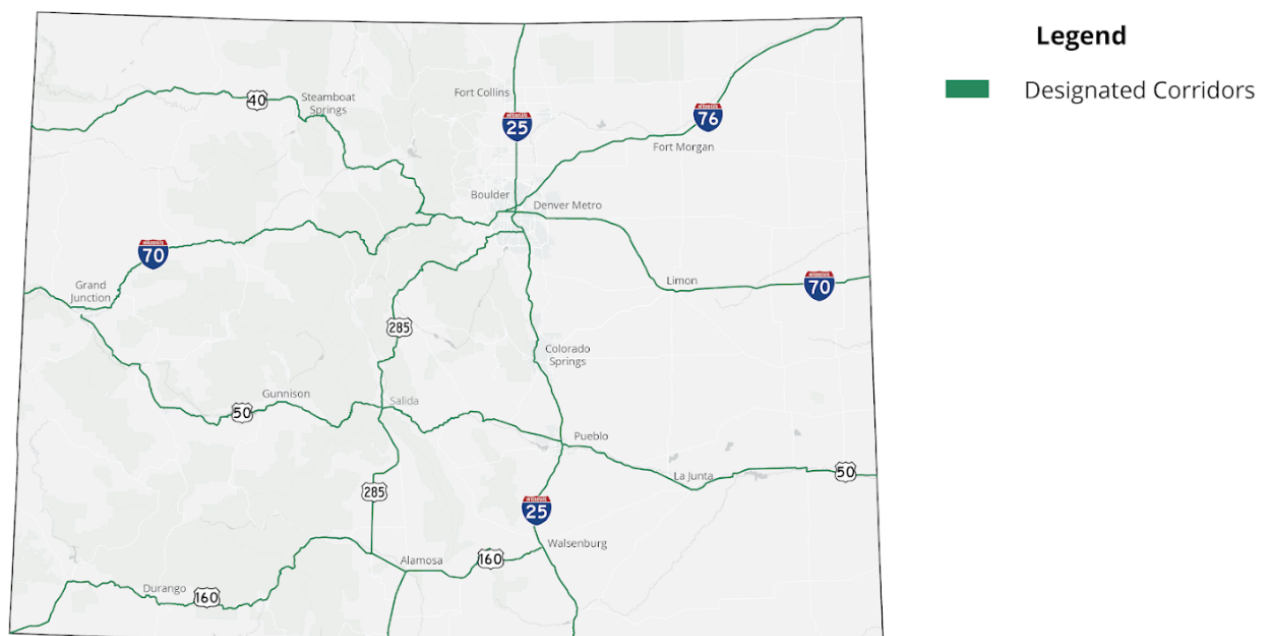 Legend
Designated Corridors
40
Steamboat
Springs
Fort Collins
25
76
Fort Morgan
Boulder
Denver Metro
70
Grand
Junction
Limon
70
285
Colorado
Springs
Gunnison
50
Salida
Pueblo
La Junta
50
285
25
Walsenburg
Alamosa
160
Durango
160